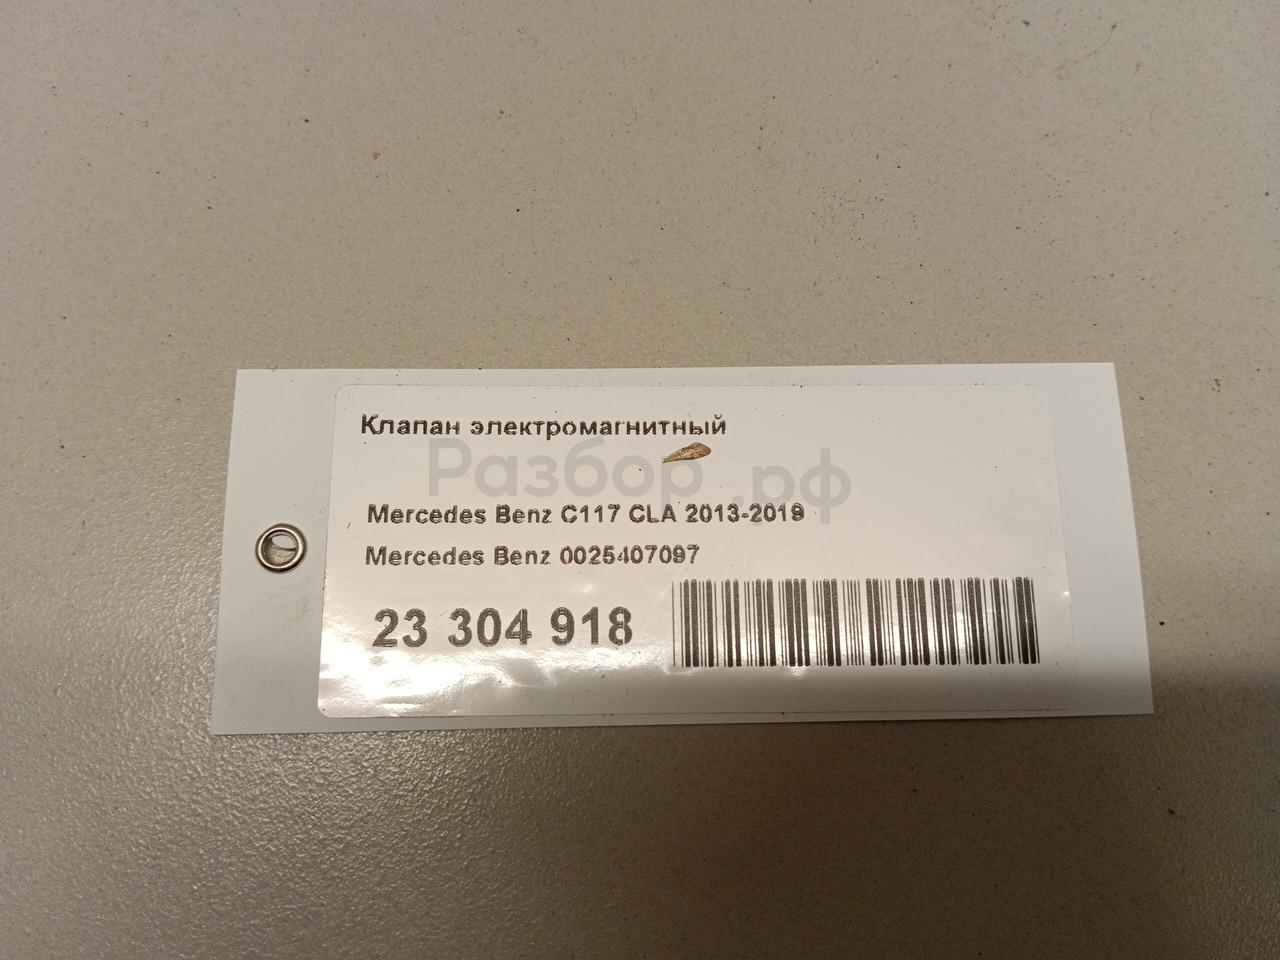 Клапан электромагнитный
Разбор.рф
Mercedes Benz C117 CLA 2013-2019
Mercedes Benz 0025407097
23 304 918